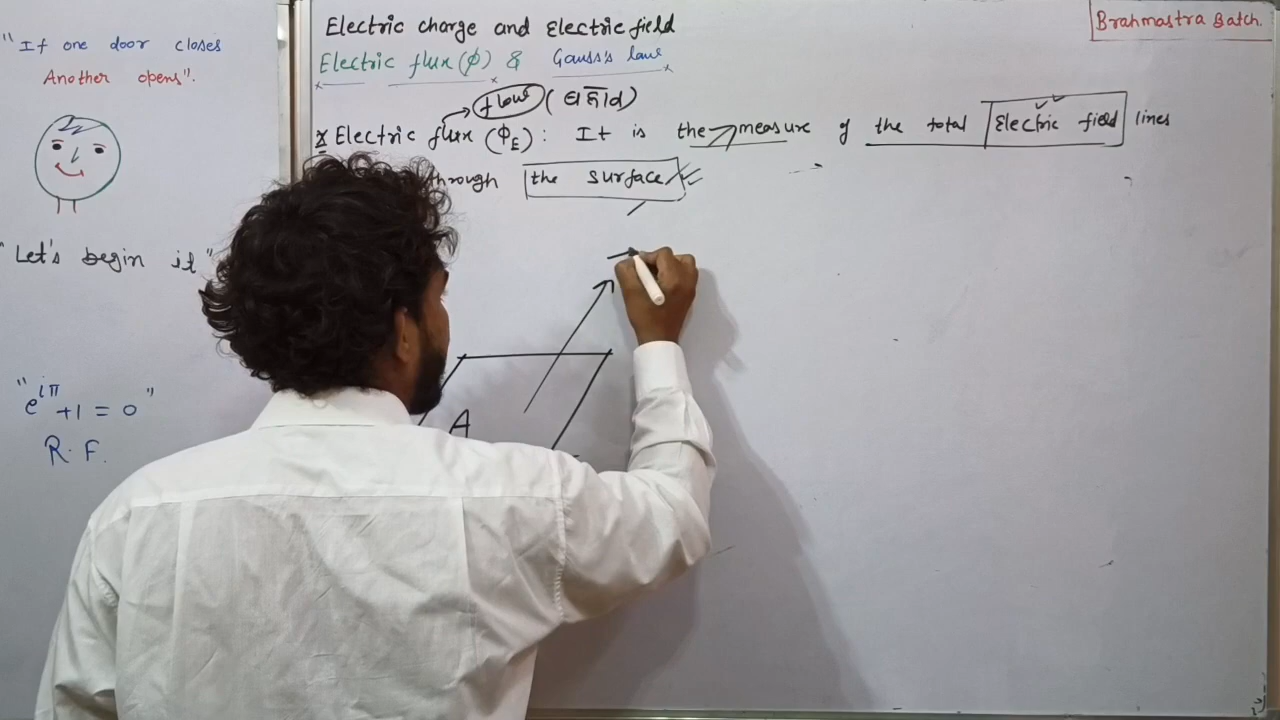 "If one door closes
Another opens".
"Let's begin it"
"e^iπ +1 = 0"
R. F.
Electric charge and Electric field
Brahmastra Batch.
Electric flux(φ) & Gauss's law
flow
Electric flux (Φ_E): It is the measure of the total Electric field lines
through the surface
A